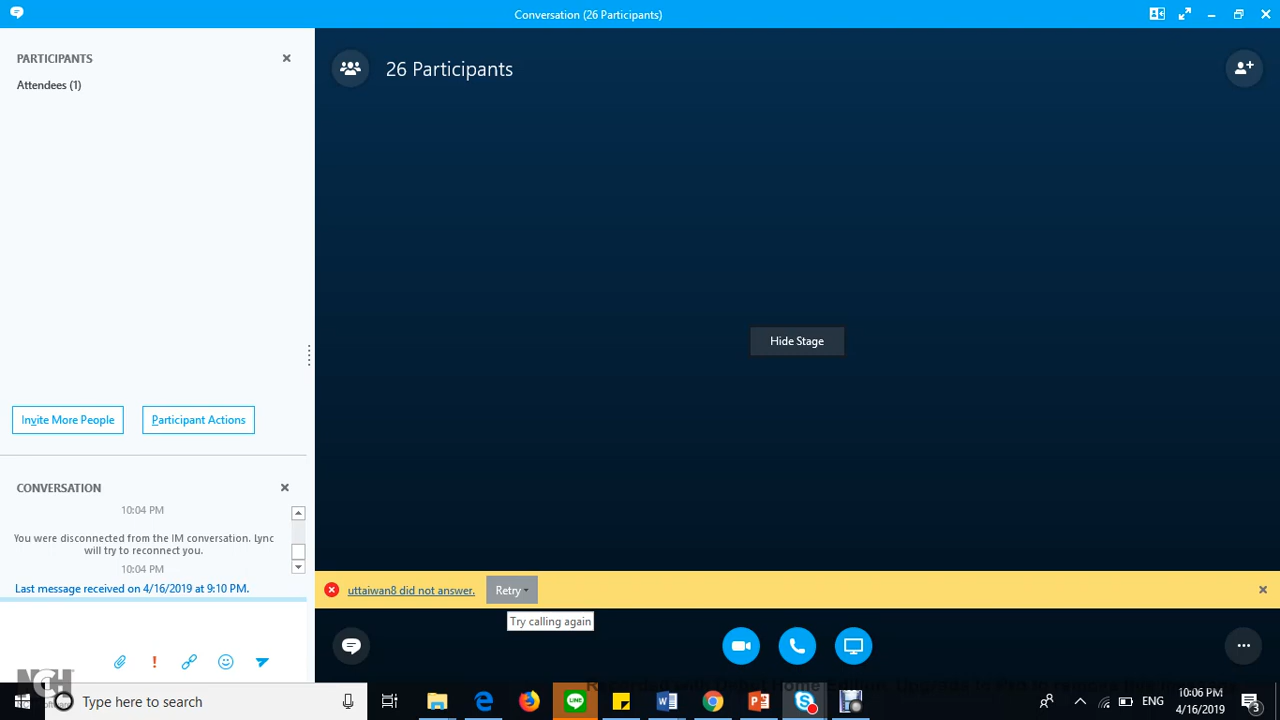 Conversation (26 Participants)
PARTICIPANTS
Attendees (1)
26 Participants
Hide Stage
Invite More People
Participant Actions
CONVERSATION
10:04 PM
You were disconnected from the IM conversation. Lync
will try to reconnect you.
10:04 PM
Last message received on 4/16/2019 at 9:10 PM.
uttaiwan8 did not answer.
Retry
Try calling again
NCH
Type here to search
ENG
10:06 PM
4/16/2019
3